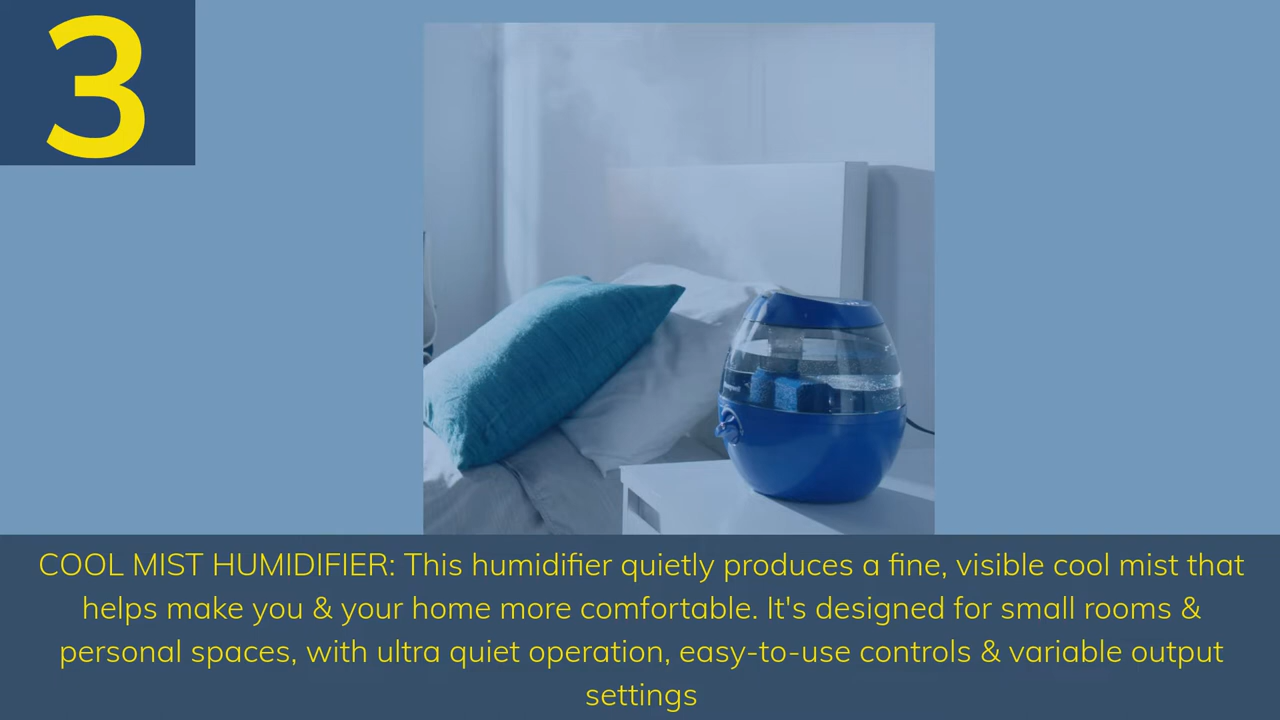 3
COOL MIST HUMIDIFIER: This humidifier quietly produces a fine, visible cool mist that
helps make you & your home more comfortable. It's designed for small rooms &
personal spaces, with ultra quiet operation, easy-to-use controls & variable output
settings